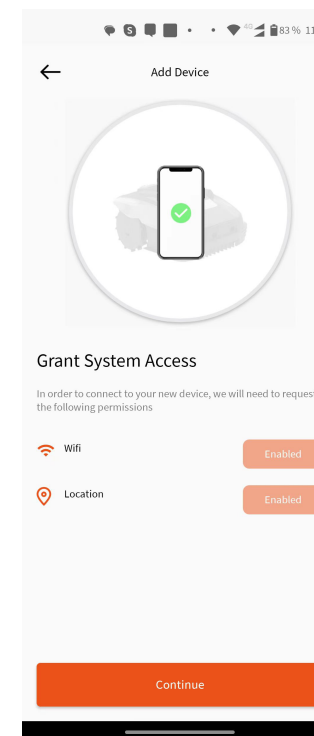 4G 83 % 11
Add Device
Grant System Access
In order to connect to your new device, we will need to request
the following permissions
Wifi
Enabled
Location
Enabled
Continue